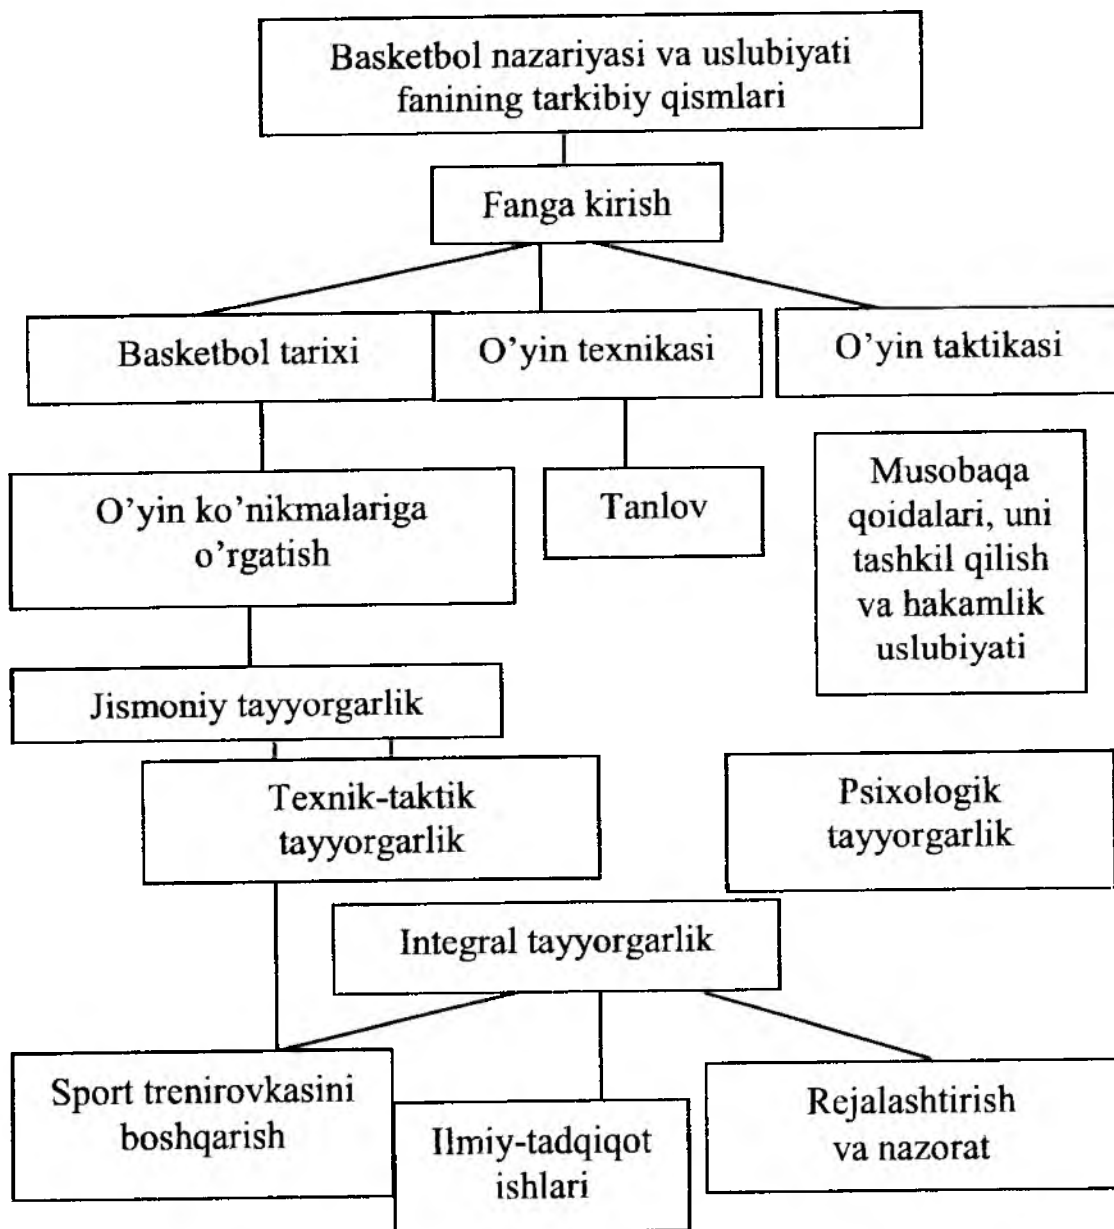 Basketbol nazariyasi va uslubiyati
fanining tarkibiy qismlari
Fanga kirish
Basketbol tarixi
O'yin texnikasi
O'yin taktikasi
O'yin ko'nikmalariga
o'rgatish
Tanlov
Musobaqa
qoidalari, uni
tashkil qilish
va hakamlik
uslubiyati
Jismoniy tayyorgarlik
Texnik-taktik
tayyorgarlik
Psixologik
tayyorgarlik
Integral tayyorgarlik
Sport trenirovkasini
boshqarish
Ilmiy-tadqiqot
ishlari
Rejalashtirish
va nazorat